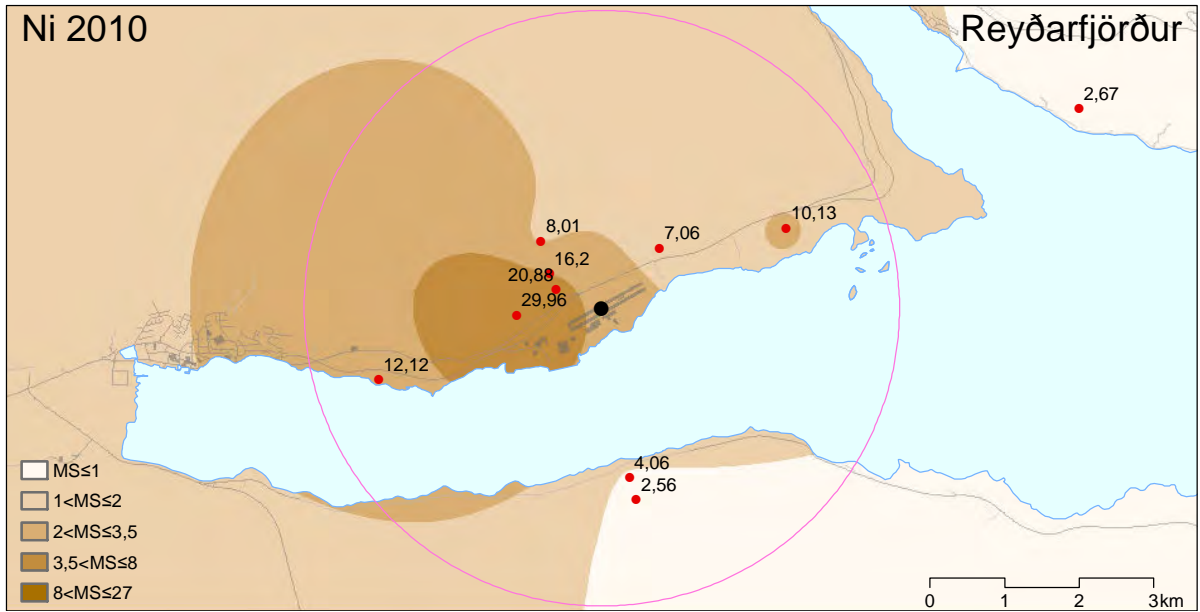 Ni 2010
Reyðarfjörður
2,67
10,13
8,01
7,06
16,2
20,88
29,96
12,12
4,06
2,56
MS≤1
1<MS≤2
2<MS≤3,5
3,5<MS≤8
8<MS≤27
0 1 2 3km